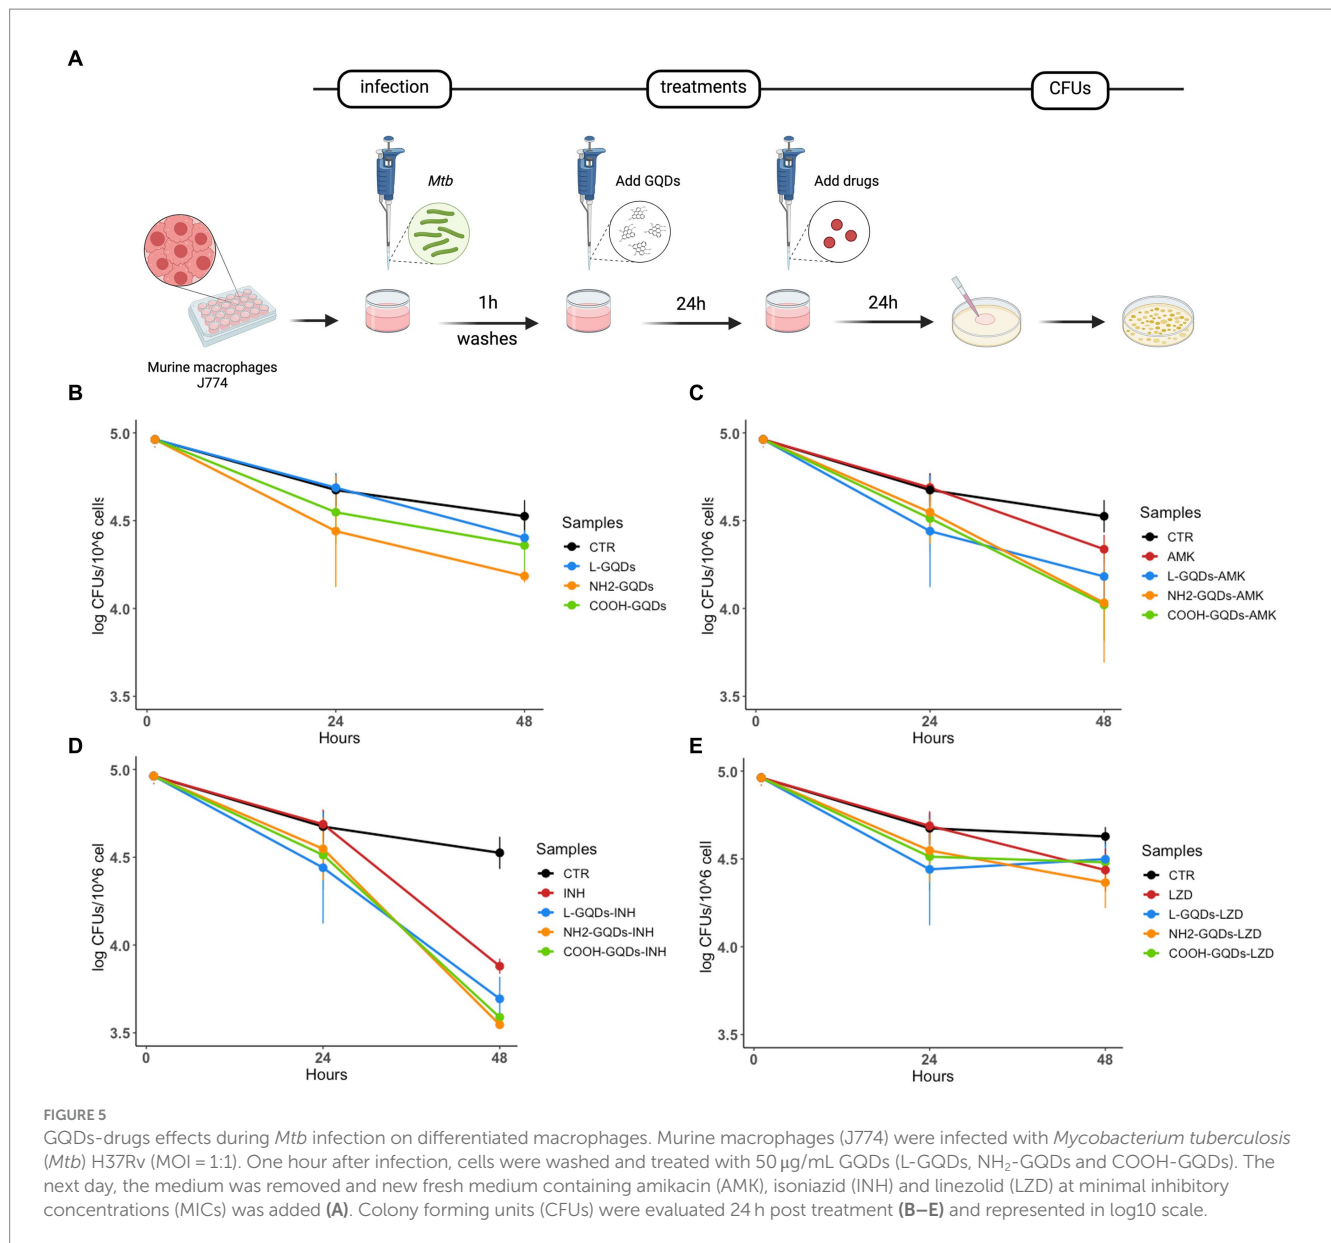 A
infection
treatments
CFUs
Mtb
Add GQDs
Add drugs
1h
washes
24h
24h
Murine macrophages
J774
B
5.0
4.5
4.0
3.5
log CFUs/10^6 cells
0
24
48
Hours
Samples
CTR
L-GQDs
NH2-GQDs
COOH-GQDs
C
5.0
4.5
4.0
3.5
log CFUs/10^6 cells
0
24
48
Hours
Samples
CTR
AMK
L-GQDs-AMK
NH2-GQDs-AMK
COOH-GQDs-AMK
D
5.0
4.5
4.0
3.5
log CFUs/10^6 cel
0
24
48
Hours
Samples
CTR
INH
L-GQDs-INH
NH2-GQDs-INH
COOH-GQDs-INH
E
5.0
4.5
4.0
3.5
log CFUs/10^6 cell
0
24
48
Hours
Samples
CTR
LZD
L-GQDs-LZD
NH2-GQDs-LZD
COOH-GQDs-LZD
FIGURE 5
GQDs-drugs effects during Mtb infection on differentiated macrophages. Murine macrophages (J774) were infected with Mycobacterium tuberculosis
(Mtb) H37Rv (MOI = 1:1). One hour after infection, cells were washed and treated with 50 μg/mL GQDs (L-GQDs, NH₂-GQDs and COOH-GQDs). The
next day, the medium was removed and new fresh medium containing amikacin (AMK), isoniazid (INH) and linezolid (LZD) at minimal inhibitory
concentrations (MICs) was added (A). Colony forming units (CFUs) were evaluated 24 h post treatment (B–E) and represented in log10 scale.